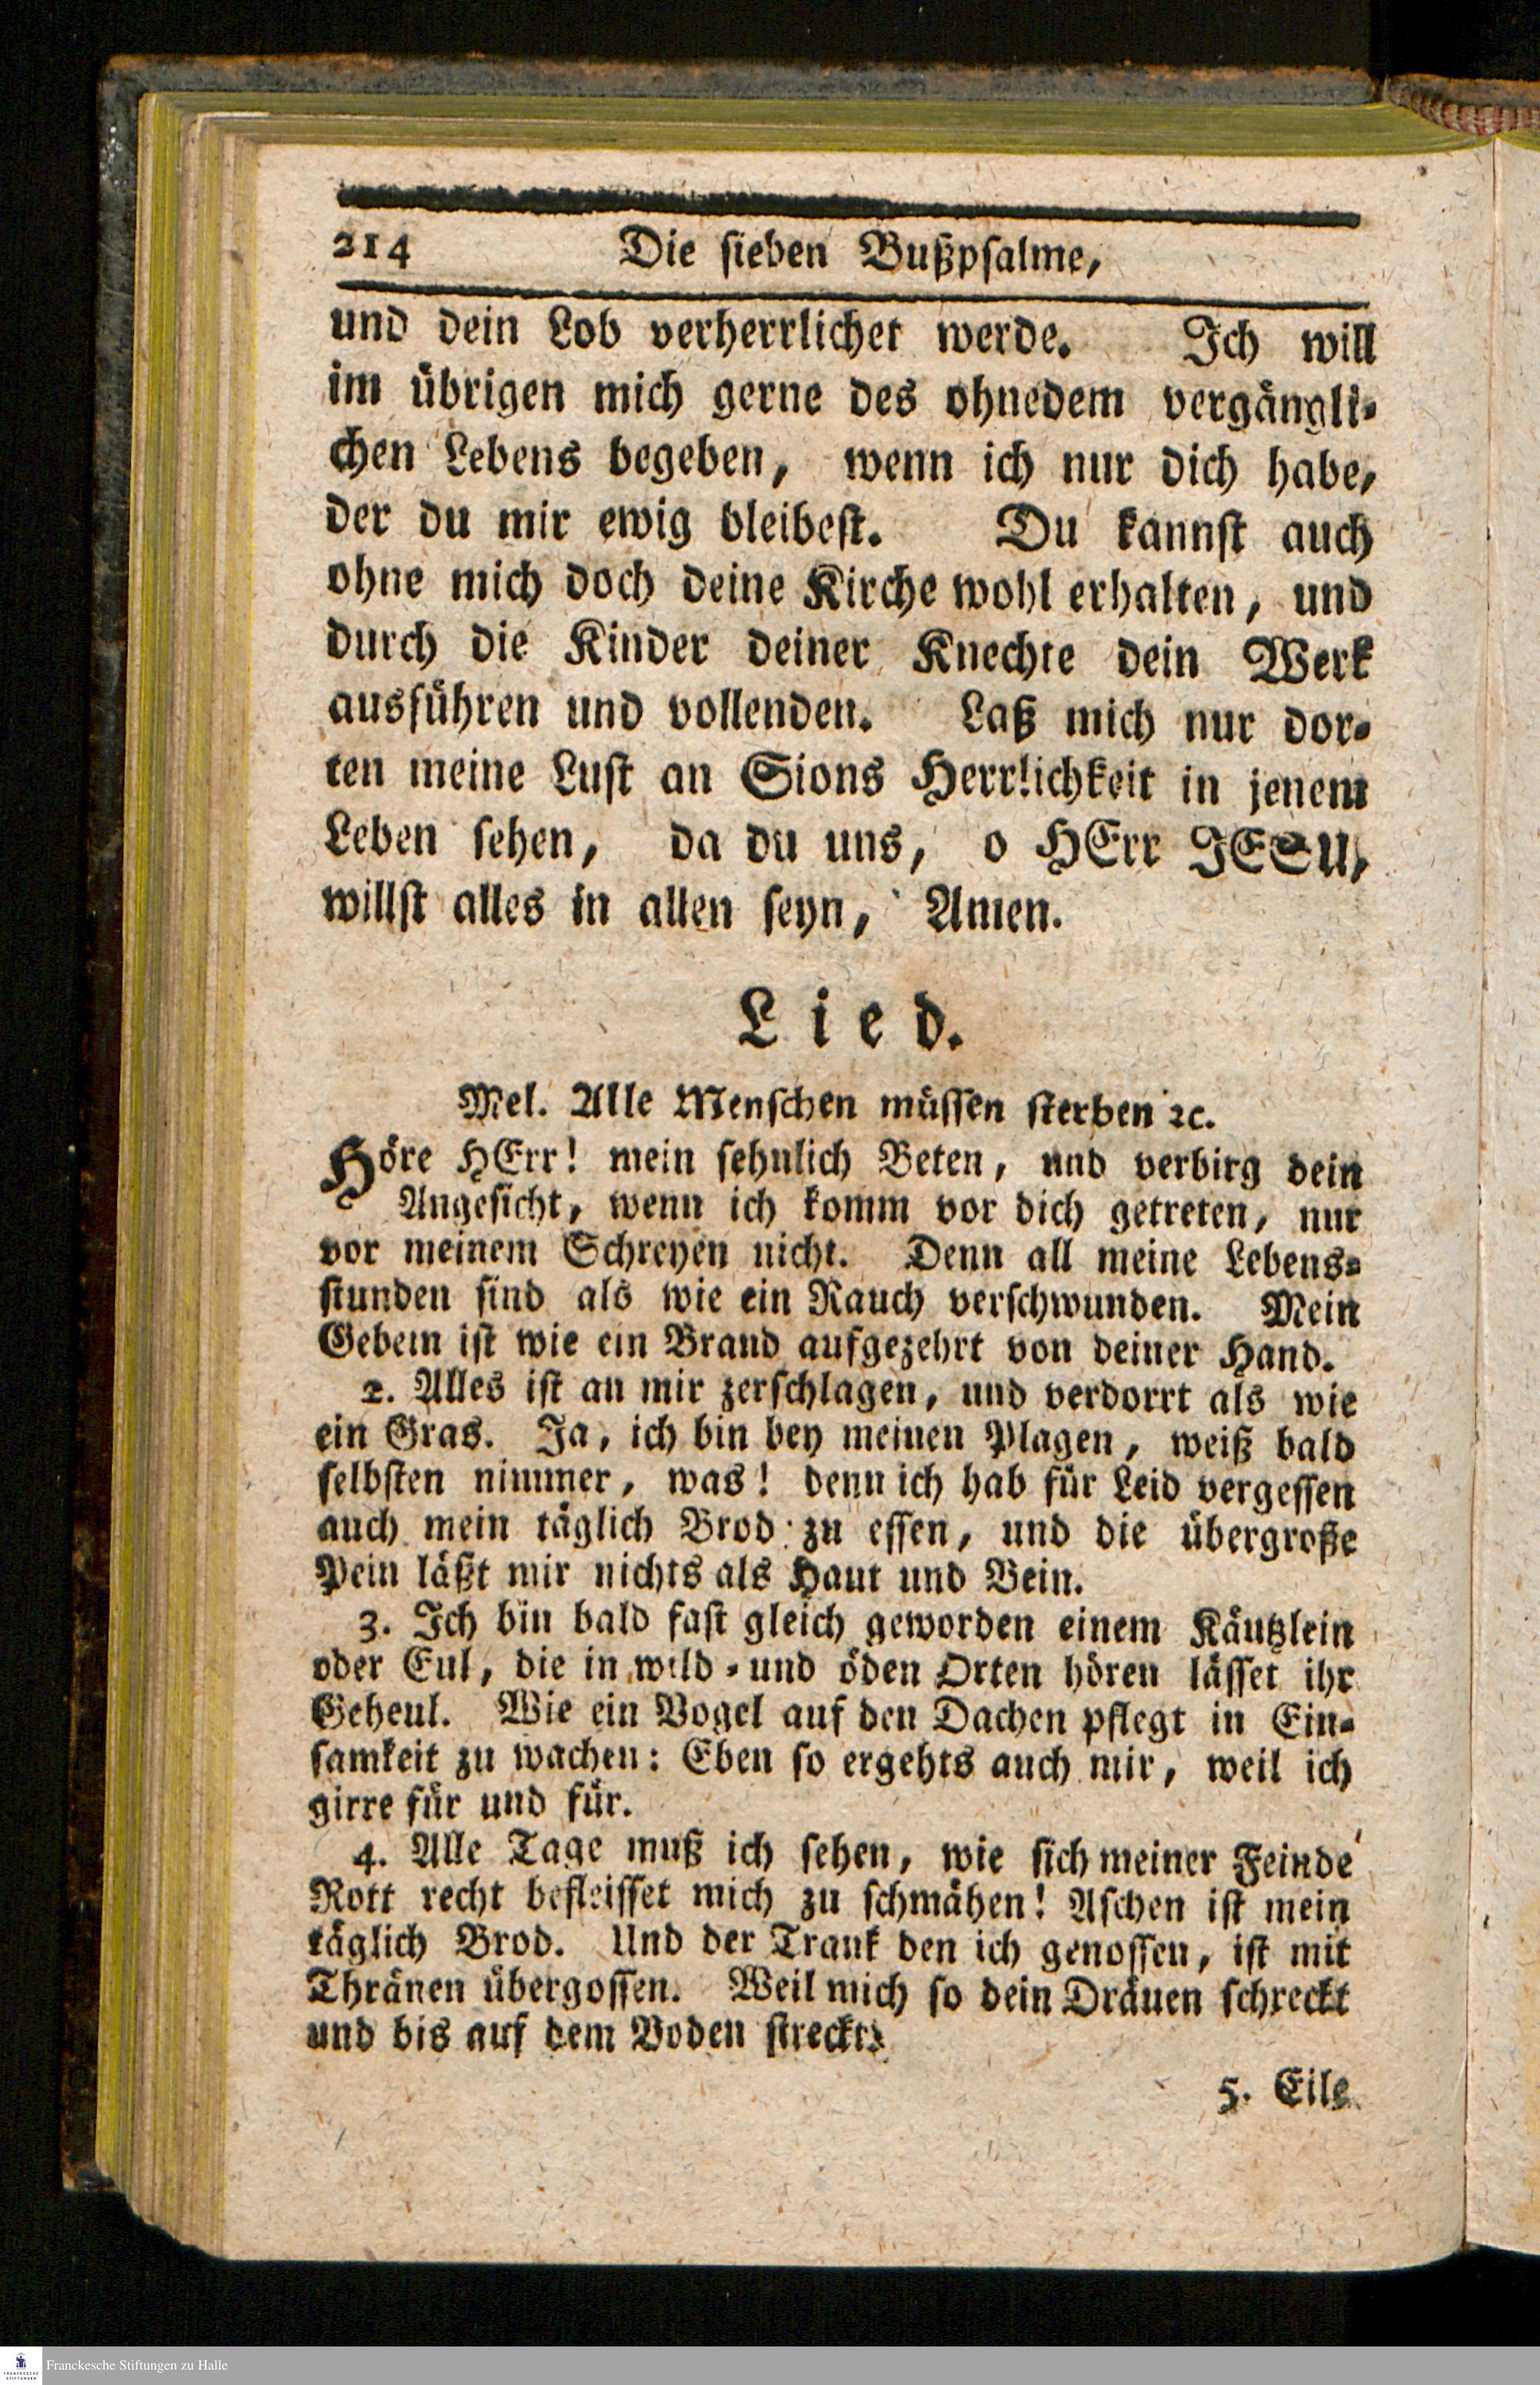 214 Die sieben Bußpsalme,
und dein Lob verherrlichet werde. Ich will
im übrigen mich gerne des ohnedem vergängli-
chen Lebens begeben, wenn ich nur dich habe,
der du mir ewig bleibest. Du kannst auch
ohne mich doch deine Kirche wohl erhalten, und
durch die Kinder deiner Knechte dein Werk
ausführen und vollenden. Laß mich nur dor-
ten meine Lust an Sions Herrlichkeit in jenem
Leben sehen, da du uns, o HErr JESU,
willst alles in allen seyn, Amen.
Lied.
Mel. Alle Menschen müssen sterben ꝛc.
Höre HErr! mein sehnlich Beten, und verbirg dein
Angesicht, wenn ich komm vor dich getreten, nur
vor meinem Schreyen nicht. Denn all meine Lebens-
stunden sind als wie ein Rauch verschwunden. Mein
Gebein ist wie ein Brand aufgezehrt von deiner Hand.
2. Alles ist an mir zerschlagen, und verdorrt als wie
ein Gras. Ja, ich bin bey meinen Plagen, weiß bald
selbsten nimmer, was! denn ich hab für Leid vergessen
auch mein täglich Brod zu essen, und die übergroße
Pein läßt mir nichts als Haut und Bein.
3. Ich bin bald fast gleich geworden einem Käutzlein
oder Eul, die in wild- und öden Orten hören lässet ihr
Geheul. Wie ein Vogel auf den Dachen pflegt in Ein-
samkeit zu wachen: Eben so ergehts auch mir, weil ich
girre für und für.
4. Alle Tage muß ich sehen, wie sich meiner Feinde
Rott recht befleisset mich zu schmähen! Aschen ist mein
täglich Brod. Und der Trank den ich genossen, ist mit
Thränen übergossen. Weil mich so dein Dräuen schreckt
und bis auf dem Boden streckt.
5. Eile
Franckesche Stiftungen zu Halle